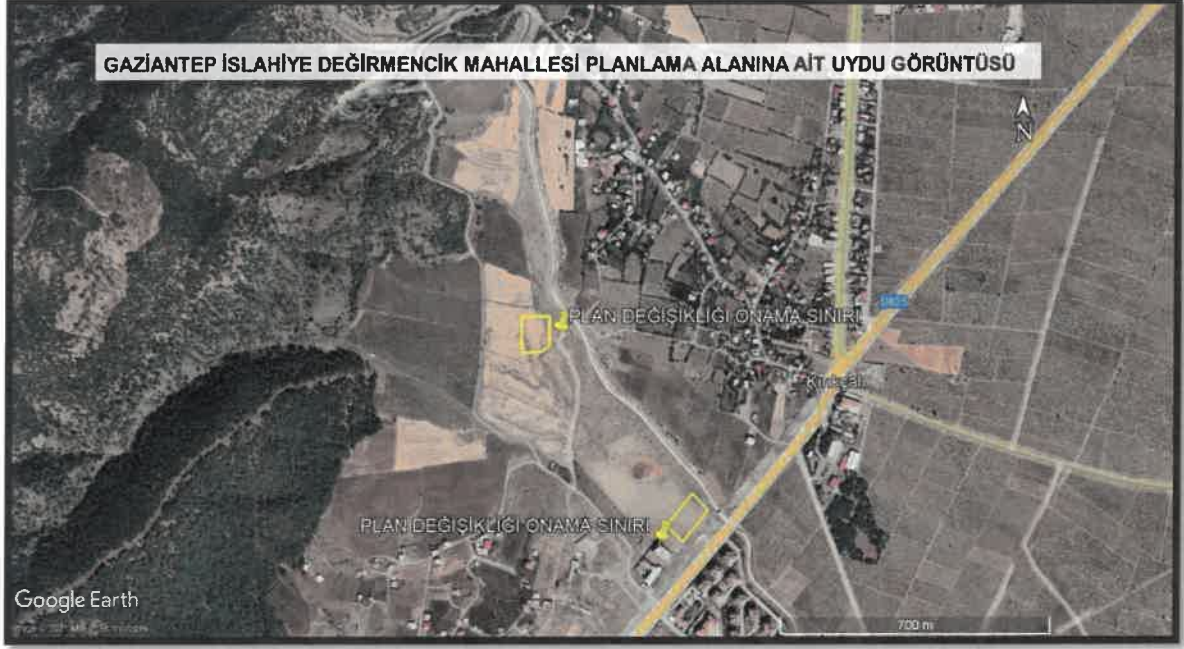 GAZİANTEP İSLAHİYE DEĞİRMENCİK MAHALLESİ PLANLAMA ALANINA AİT UYDU GÖRÜNTÜSÜ
N
PLAN DEĞİŞİKLİĞİ ONAMA SINIRI
PLAN DEĞİŞİKLİĞİ ONAMA SINIRI
Google Earth
700 m